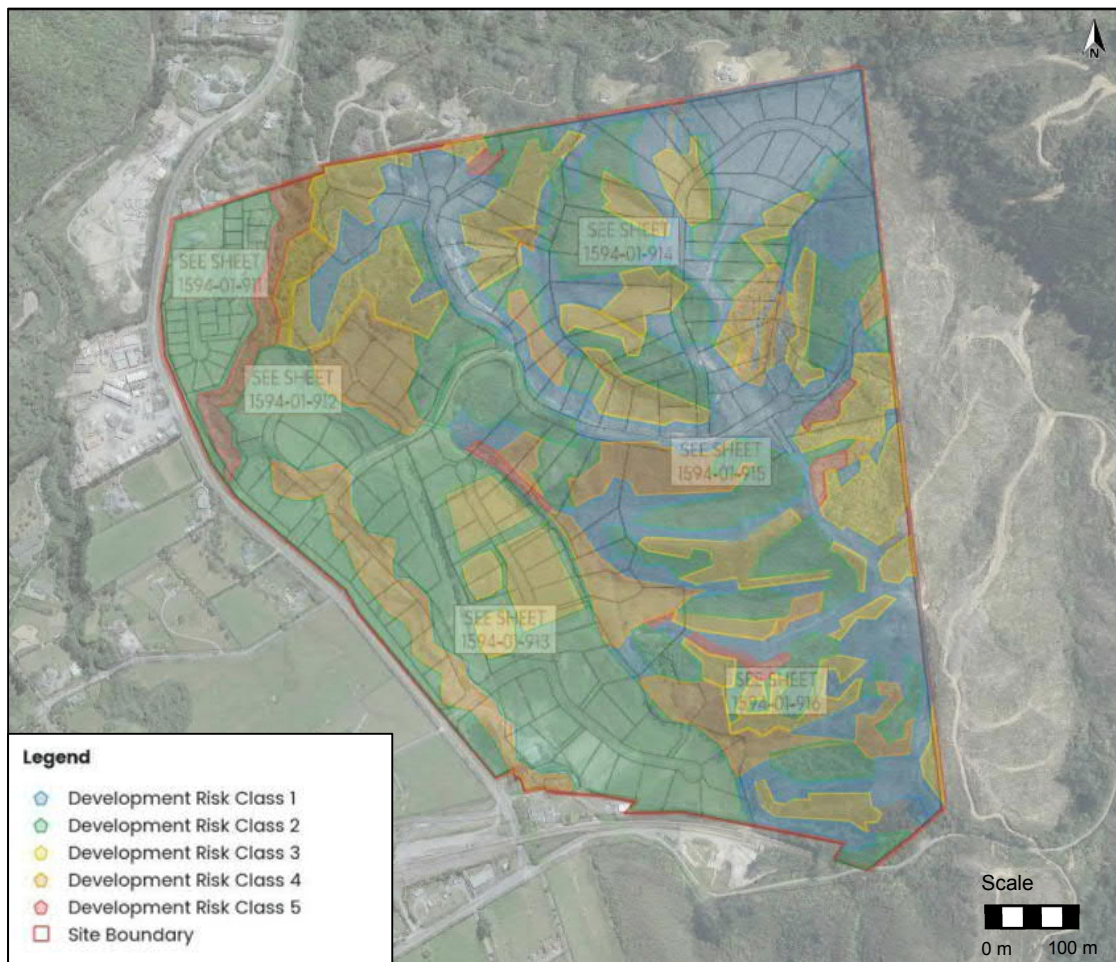 N
SEE SHEET
1594-01-914
SEE SHEET
1594-01-911
SEE SHEET
1594-01-912
SEE SHEET
1594-01-915
SEE SHEET
1594-01-913
SEE SHEET
1594-01-916
Legend
Development Risk Class 1
Development Risk Class 2
Development Risk Class 3
Development Risk Class 4
Development Risk Class 5
Site Boundary
Scale
0 m 100 m